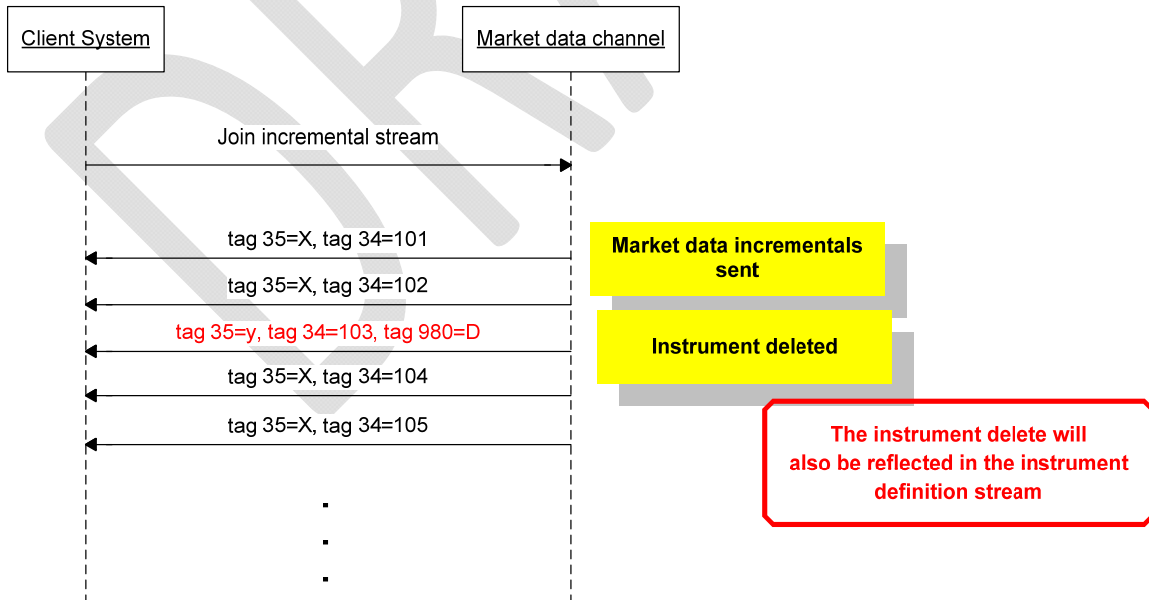 Client System
Market data channel
Join incremental stream
tag 35=X, tag 34=101
Market data incrementals
sent
tag 35=X, tag 34=102
tag 35=y, tag 34=103, tag 980=D
Instrument deleted
tag 35=X, tag 34=104
tag 35=X, tag 34=105
The instrument delete will
also be reflected in the instrument
definition stream